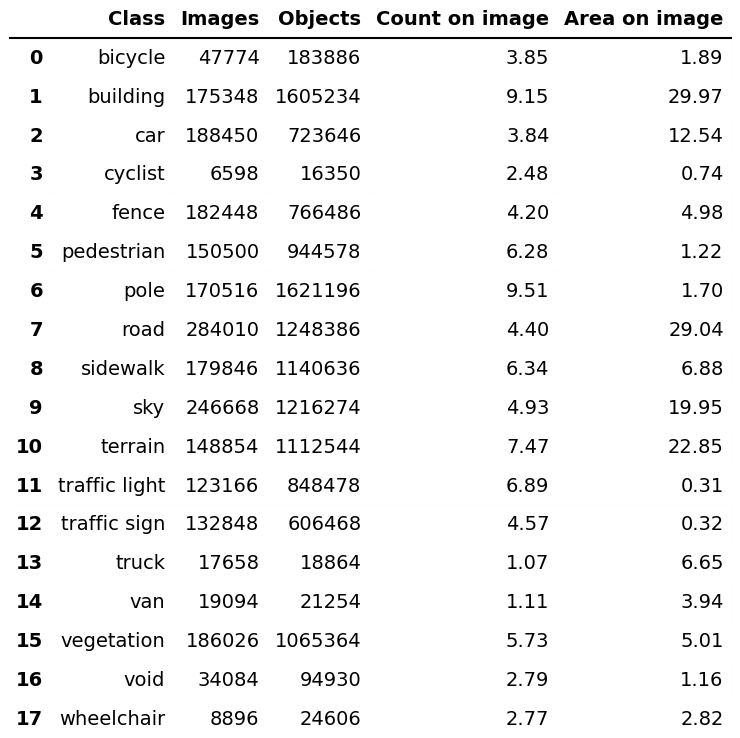 Class Images Objects Count on image Area on image
0 bicycle 47774 183886 3.85 1.89
1 building 175348 1605234 9.15 29.97
2 car 188450 723646 3.84 12.54
3 cyclist 6598 16350 2.48 0.74
4 fence 182448 766486 4.20 4.98
5 pedestrian 150500 944578 6.28 1.22
6 pole 170516 1621196 9.51 1.70
7 road 284010 1248386 4.40 29.04
8 sidewalk 179846 1140636 6.34 6.88
9 sky 246668 1216274 4.93 19.95
10 terrain 148854 1112544 7.47 22.85
11 traffic light 123166 848478 6.89 0.31
12 traffic sign 132848 606468 4.57 0.32
13 truck 17658 18864 1.07 6.65
14 van 19094 21254 1.11 3.94
15 vegetation 186026 1065364 5.73 5.01
16 void 34084 94930 2.79 1.16
17 wheelchair 8896 24606 2.77 2.82